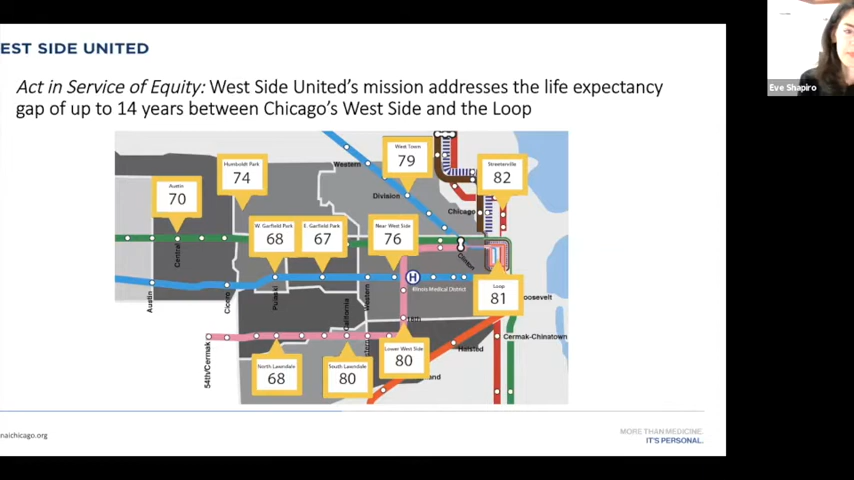 EST SIDE UNITED
Eve Shapiro
Act in Service of Equity: West Side United's mission addresses the life expectancy
gap of up to 14 years between Chicago's West Side and the Loop
West Town
79
Humboldt Park
74
Streeterville
82
Austin
70
Western
Division
Chicago
W. Garfield Park
68
E. Garfield Park
67
Near West Side
76
Central
Clinton
H
Illinois Medical District
Loop
81
oosevelt
Austin
Cicero
Pulaski
California
Western
18th
Cermak-Chinatown
54th/Cermak
North Lawndale
68
South Lawndale
80
Lower West Side
80
Halsted
and
naichicago.org
MORE THAN MEDICINE.
IT'S PERSONAL.